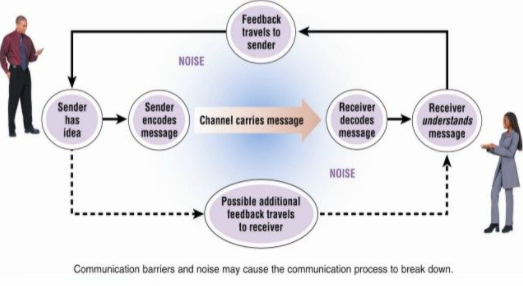 Feedback
travels to
sender
NOISE
Sender
has
idea
Sender
encodes
message
Channel carries message
Receiver
decodes
message
Receiver
understands
message
NOISE
Possible additional
feedback travels
to receiver
Communication barriers and noise may cause the communication process to break down.